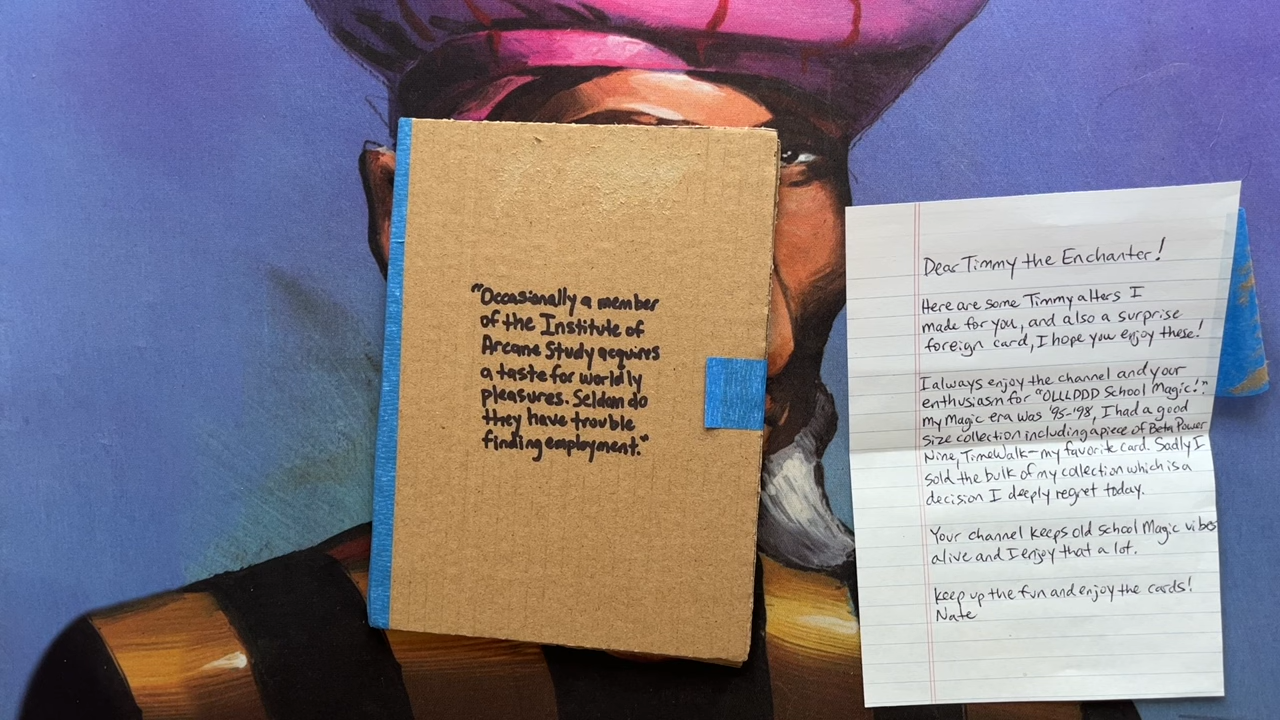 "Occasionally a member
of the Institute of
Arcane Study acquires
a taste for worldly
pleasures. Seldom do
they have trouble
finding employment."
Dear Timmy the Enchanter!
Here are some Timmy alters I
made for you, and also a surprise
foreign card, I hope you enjoy these!
I always enjoy the channel and your
enthusiasm for "OLLLDDD School Magic!"
my Magic era was '95-'98, I had a good
size collection including a piece of Beta Power
Nine, TimeWalk - my favorite card. Sadly I
sold the bulk of my collection which is a
decision I deeply regret today.
Your channel keeps old school Magic vibes
alive and I enjoy that a lot.
keep up the fun and enjoy the cards!
Nate